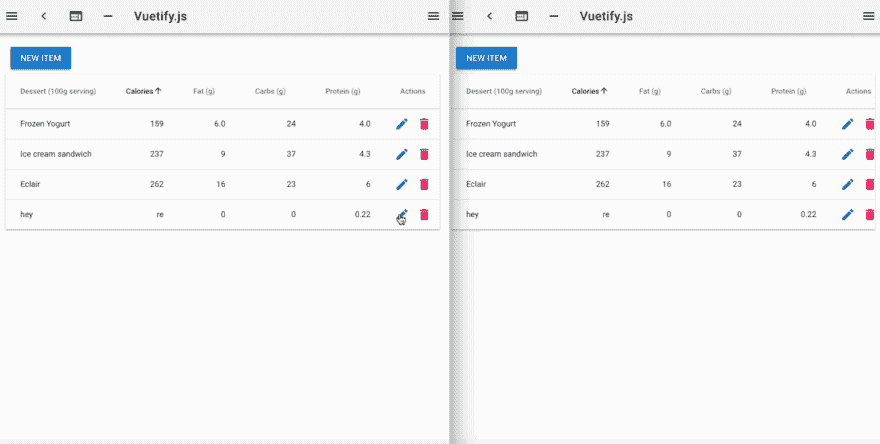 Vuetify.js
NEW ITEM
Dessert (100g serving) Calories Fat (g) Carbs (g) Protein (g) Actions
Frozen Yogurt 159 6.0 24 4.0
Ice cream sandwich 237 9 37 4.3
Eclair 262 16 23 6
hey re 0 0 0.22
Vuetify.js
NEW ITEM
Dessert (100g serving) Calories Fat (g) Carbs (g) Protein (g) Actions
Frozen Yogurt 159 6.0 24 4.0
Ice cream sandwich 237 9 37 4.3
Eclair 262 16 23 6
hey re 0 0 0.22